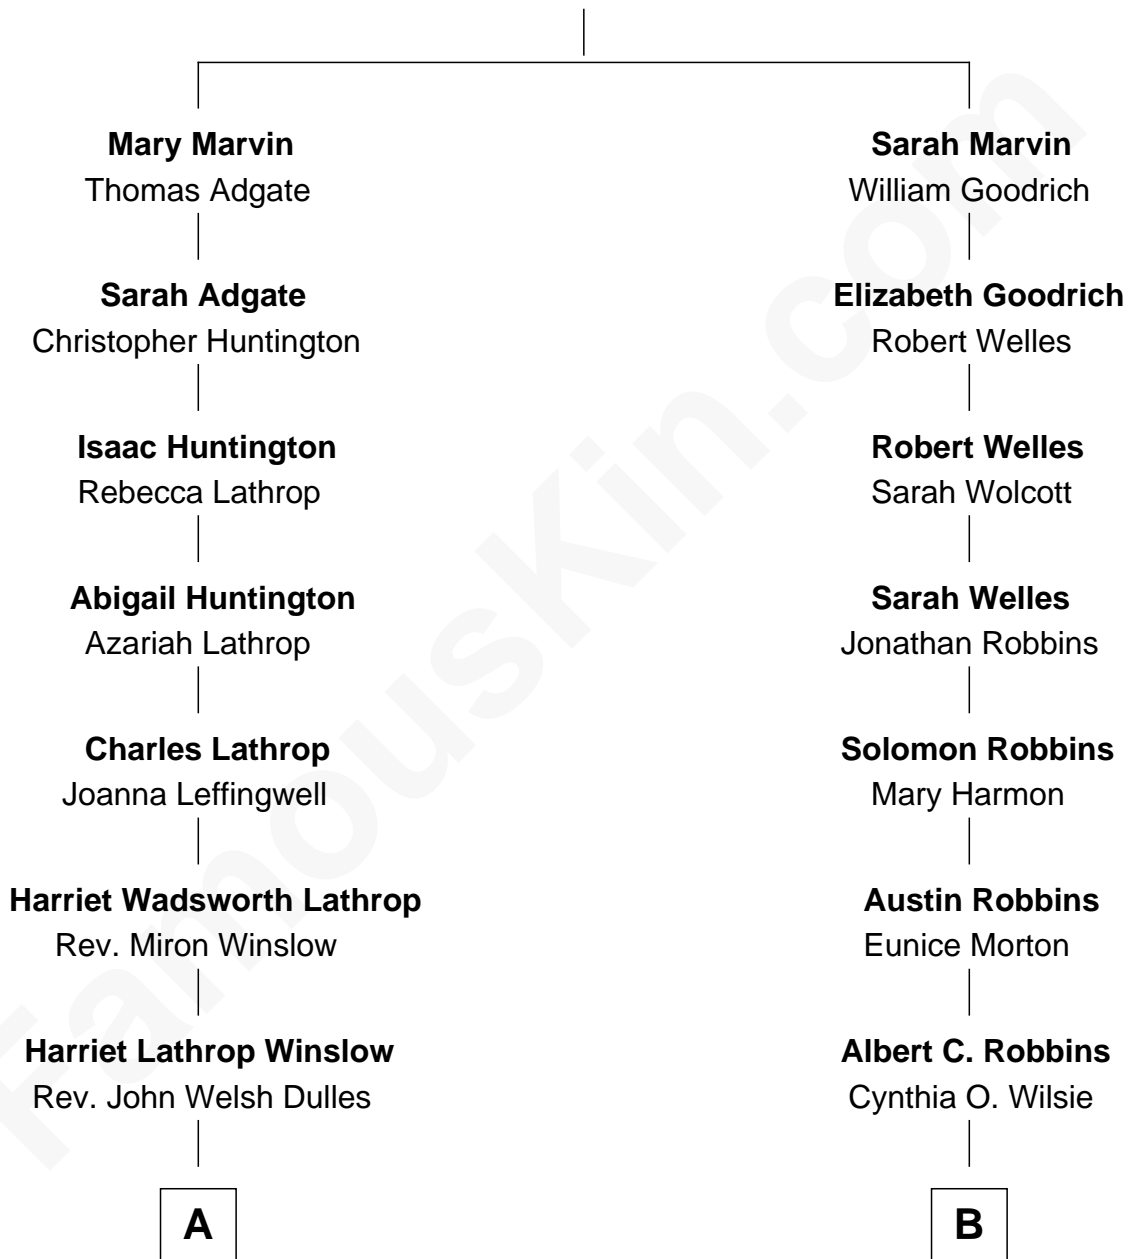 Mary Marvin
Thomas Adgate
Sarah Adgate
Christopher Huntington
Isaac Huntington
Rebecca Lathrop
Abigail Huntington
Azariah Lathrop
Charles Lathrop
Joanna Leffingwell
Harriet Wadsworth Lathrop
Rev. Miron Winslow
Harriet Lathrop Winslow
Rev. John Welsh Dulles
A
Sarah Marvin
William Goodrich
Elizabeth Goodrich
Robert Welles
Robert Welles
Sarah Wolcott
Sarah Welles
Jonathan Robbins
Solomon Robbins
Mary Harmon
Austin Robbins
Eunice Morton
Albert C. Robbins
Cynthia O. Wilsie
B
FamousKin.com